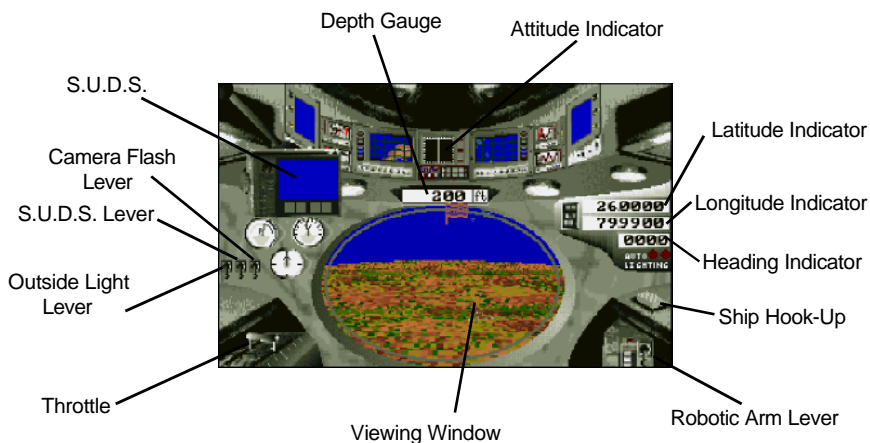 Depth Gauge
Attitude Indicator
S.U.D.S.
Latitude Indicator
Camera Flash
Lever
200 ft
260000
Longitude Indicator
S.U.D.S. Lever
799900
0000
AUTO
LIGHTING
Heading Indicator
Outside Light
Lever
Ship Hook-Up
Throttle
Viewing Window
Robotic Arm Lever